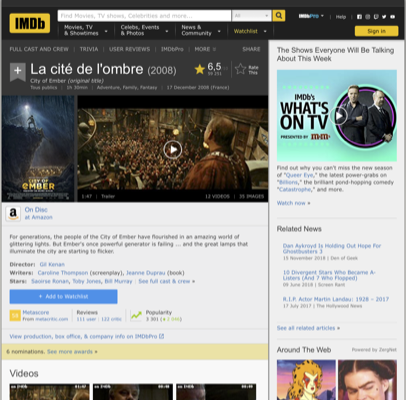 IMDb
Find Movies, TV shows, Celebrities and more...
All
IMDbPro
Help
Movies, TV
& Showtimes
Celebs, Events
& Photos
News &
Community
Watchlist
Sign in
FULL CAST AND CREW | TRIVIA | USER REVIEWS | IMDbPro | MORE
SHARE
La cité de l'ombre (2008)
City of Ember (original title)
Tous publics | 1h 30min | Adventure, Family, Fantasy | 17 December 2008 (France)
6,5
Rate
This
CITY OF
EMBER
1:47 | Trailer
12 VIDEOS | 35 IMAGES
On Disc
at Amazon
For generations, the people of the City of Ember have flourished in an amazing world of
glittering lights. But Ember's once powerful generator is failing ... and the great lamps that
illuminate the city are starting to flicker.
Director: Gil Kenan
Writers: Caroline Thompson (screenplay), Jeanne Duprau (book)
Stars: Saoirse Ronan, Toby Jones, Bill Murray | See full cast & crew »
+ Add to Watchlist
Metascore
From metacritic.com
Reviews
111 user | 122 critic
Popularity
View production, box office, & company info on IMDbPro
6 nominations. See more awards »
Videos
The Shows Everyone Will Be Talking
About This Week
IMDb's
WHAT'S
ON TV
PRESENTED BY
Find out why you can't miss the new season
of "Queer Eye," the latest power-grabs on
"Billions," the brilliant pond-hopping comedy
"Catastrophe," and more.
Watch now »
Related News
Dan Aykroyd Is Holding Out Hope For
Ghostbusters 3
15 November 2018 | Den of Geek
10 Divergent Stars Who Became A-
Listers (And 7 Who Flopped)
09 June 2018 | Screen Rant
R.I.P. Actor Martin Landau: 1928 – 2017
17 July 2017 | The Hollywood News
See all related articles »
Around The Web
Powered by ZergNet